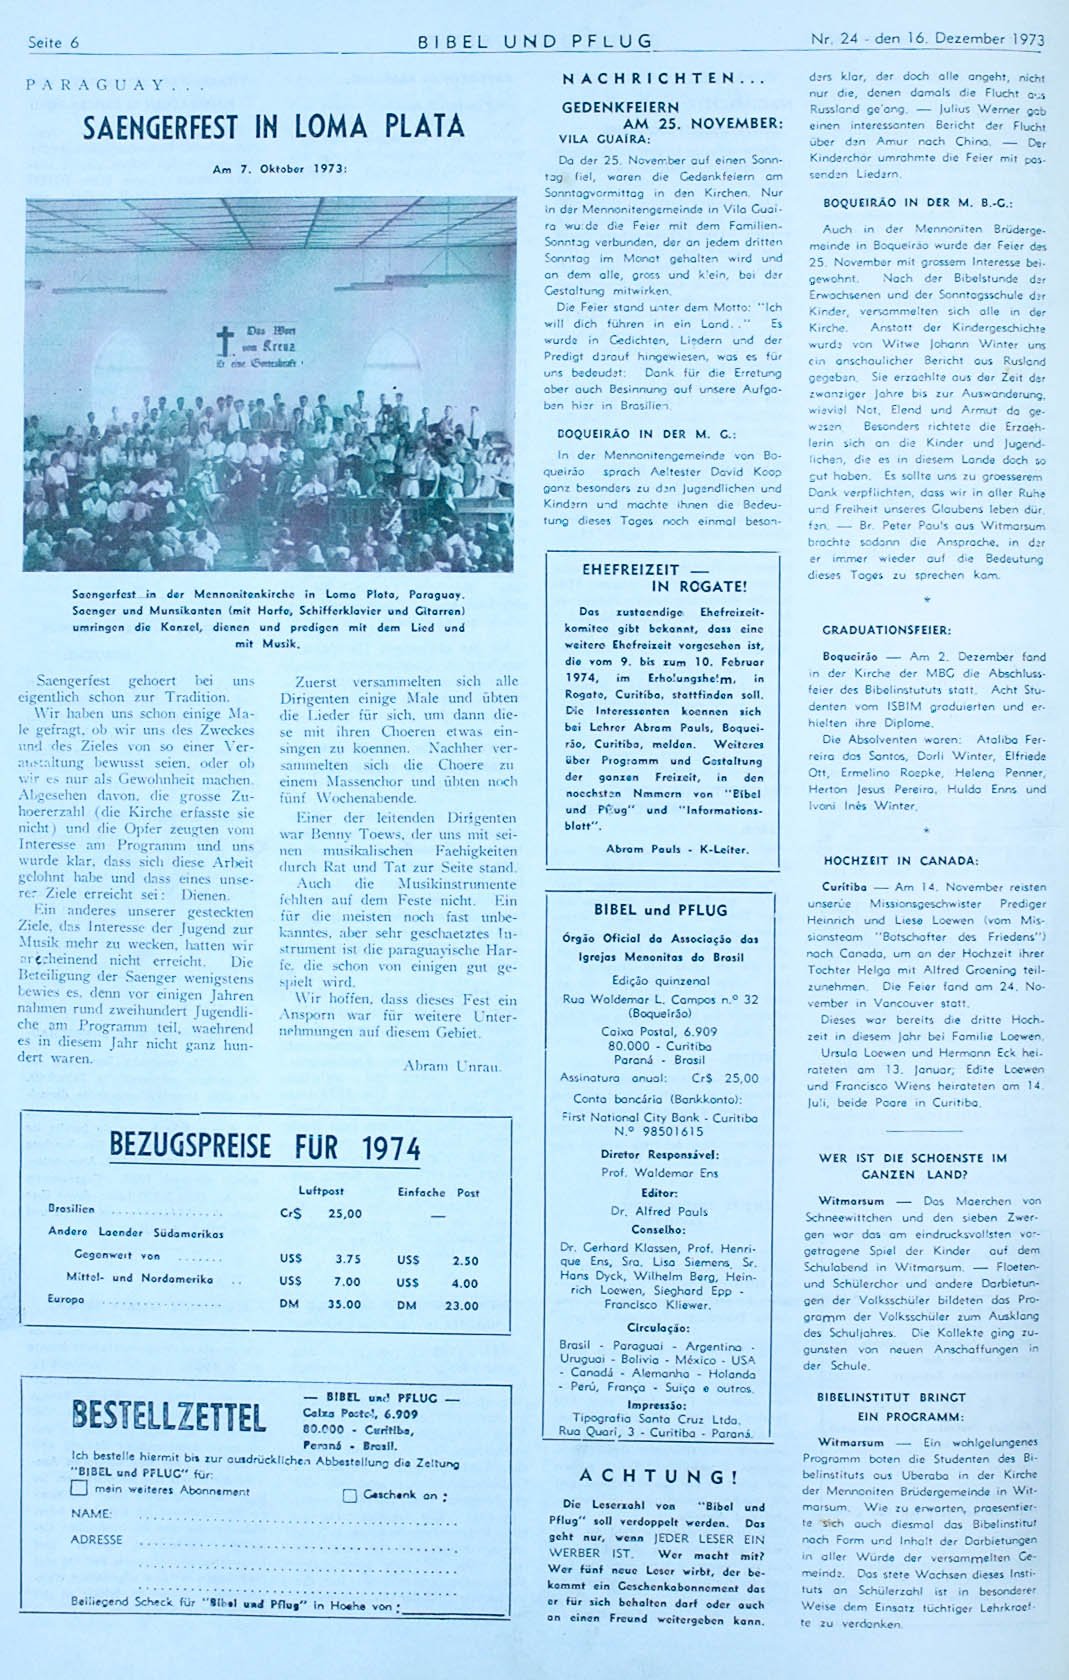 Seite 6
BIBEL UND PFLUG
Nr. 24 - den 16. Dezember 1973
PARAGUAY...
SAENGERFEST IN LOMA PLATA
Am 7. Oktober 1973:
Das Wort
vom Kreuz
ist eine Gotteskraft
Saengerfest in der Mennonitenkirche in Loma Plata, Paraguay.
Saenger und Munsikanten (mit Harfe, Schifferklavier und Gitarren)
umringen die Kanzel, dienen und predigen mit dem Lied und
mit Musik.
Saengerfest gehoert bei uns
eigentlich schon zur Tradition.
Wir haben uns schon einige Ma-
le gefragt, ob wir uns des Zweckes
und des Zieles von so einer Ver-
anstaltung bewusst seien, oder ob
wir es nur als Gewohnheit machen.
Abgesehen davon, die grosse Zu-
hoererzahl (die Kirche erfasste sie
nicht) und die Opfer zeugten vom
Interesse am Programm und uns
wurde klar, dass sich diese Arbeit
gelohnt habe und dass eines unse-
rer Ziele erreicht sei: Dienen.
Ein anderes unserer gesteckten
Ziele, das Interesse der Jugend zur
Musik mehr zu wecken, hatten wir
nicht erreicht. Die
Beteiligung der Saenger wenigstens
bewies es, denn vor einigen Jahren
nahmen rund zweihundert Jugendli-
che am Programm teil, waehrend
es in diesem Jahr nicht ganz hun-
dert waren.
Zuerst versammelten sich alle
Dirigenten einige Male und übten
die Lieder für sich, um dann die-
se mit ihren Choeren etwas ein-
singen zu koennen. Nachher ver-
sammelten sich die Choere zu
einem Massenchor und übten noch
fünf Wochenabende.
Einer der leitenden Dirigenten
war Benny Toews, der uns mit sei-
nen musikalischen Faehigkeiten
durch Rat und Tat zur Seite stand.
Auch die Musikinstrumente
fehlten auf dem Feste nicht. Ein
für die meisten noch fast unbe-
kanntes, aber sehr geschaetztes In-
strument ist die paraguayische Har-
fe, die schon von einigen gut ge-
spielt wird.
Wir hoffen, dass dieses Fest ein
Ansporn war für weitere Unter-
nehmungen auf diesem Gebiet.
Abram Unrau.
BEZUGSPREISE FÜR 1974
Luftpost Einfache Post
Brasilien .................. Cr$ 25,00 —
Andere Laender Südamerikas
Gegenwert von ....... US$ 3.75 US$ 2.50
Mittel- und Nordamerika .. US$ 7.00 US$ 4.00
Europa ................... DM 35.00 DM 23.00
BESTELLZETTEL
— BIBEL und PFLUG —
Caixa Postal, 6.909
80.000 - Curitiba,
Paraná - Brasil.
Ich bestelle hiermit bis zur ausdrücklichen Abbestellung die Zeitung
"BIBEL und PFLUG" für:
mein weiteres Abonnement Geschenk an :
NAME: ..................................................
ADRESSE ..................................................
..................................................
..................................................
Beiliegend Scheck für "Bibel und Pflug" in Hoehe von:
NACHRICHTEN...
GEDENKFEIERN
AM 25. NOVEMBER:
VILA GUAÍRA:
Da der 25. November auf einen Sonn-
tag fiel, waren die Gedenkfeiern am
Sonntagvormittag in den Kirchen. Nur
in der Mennonitengemeinde in Vila Guaí-
ra wurde die Feier mit dem Familien-
Sonntag verbunden, der an jedem dritten
Sonntag im Monat gehalten wird und
an dem alle, gross und klein, bei der
Gestaltung mitwirken.
Die Feier stand unter dem Motto: "Ich
will dich führen in ein Land.." Es
wurde in Gedichten, Liedern und der
Predigt darauf hingewiesen, was es für
uns bedeudet: Dank für die Erretung
aber auch Besinnung auf unsere Aufga-
ben hier in Brasilien.
BOQUEIRÃO IN DER M. G.:
In der Mennonitengemeinde von Bo-
queirão sprach Aeltester David Koop
ganz besonders zu den Jugendlichen und
Kindern und machte ihnen die Bedeu-
tung dieses Tages noch einmal beson-
EHEFREIZEIT —
IN ROGATE!
Das zustaendige Ehefreizeit-
komitee gibt bekannt, dass eine
weitere Ehefreizeit vorgesehen ist,
die vom 9. bis zum 10. Februar
1974, im Erholungsheim, in
Rogate, Curitiba, stattfinden soll.
Die Interessenten koennen sich
bei Lehrer Abram Pauls, Boquei-
rão, Curitiba, melden. Weiteres
über Programm und Gestaltung
der ganzen Freizeit, in den
noechsten Nmmern von "Bibel
und Pflug" und "Informations-
blatt".
Abram Pauls - K-Leiter.
BIBEL und PFLUG
Órgão Oficial da Associação das
Igrejas Menonitas do Brasil
Edição quinzenal
Rua Waldemar L. Campos n.º 32
(Boqueirão)
Caixa Postal, 6.909
80.000 - Curitiba
Paraná - Brasil
Assinatura anual: Cr$ 25,00
Conta bancária (Bankkonto):
First National City Bank - Curitiba
N.º 98501615
Diretor Responsável:
Prof. Waldemar Ens
Editor:
Dr. Alfred Pauls
Conselho:
Dr. Gerhard Klassen, Prof. Henri-
que Ens, Sra. Lisa Siemens, Sr.
Hans Dyck, Wilhelm Berg, Hein-
rich Loewen, Sieghard Epp -
Francisco Kliewer.
Circulação:
Brasil - Paraguai - Argentina -
Uruguai - Bolivia - México - USA
- Canadá - Alemanha - Holanda
- Perú, França - Suiça e outros.
Impressão:
Tipografia Santa Cruz Ltda.
Rua Quarí, 3 - Curitiba - Paraná.
ACHTUNG!
Die Leserzahl von "Bibel und
Pflug" soll verdoppelt werden. Das
geht nur, wenn JEDER LESER EIN
WERBER IST. Wer macht mit?
Wer fünf neue Leser wirbt, der be-
kommt ein Geschenkabonnement das
er für sich behalten darf oder auch
an einen Freund weitergeben kann.
ders klar, der doch alle angeht, nicht
nur die, denen damals die Flucht aus
Russland gelang. — Julius Werner gab
einen interessanten Bericht der Flucht
über den Amur nach China. — Der
Kinderchor umrahmte die Feier mit pas-
senden Liedern.
BOQUEIRÃO IN DER M. B.-G.:
Auch in der Mennoniten Brüderge-
meinde in Boqueirão wurde der Feier des
25. November mit grossem Interesse bei-
gewohnt. Nach der Bibelstunde der
Erwachsenen und der Sonntagsschule der
Kinder, versammelten sich alle in der
Kirche. Anstatt der Kindergeschichte
wurde von Witwe Johann Winter uns
ein anschaulicher Bericht aus Rusland
gegeben. Sie erzaehlte aus der Zeit der
zwanziger Jahre bis zur Auswanderung,
wieviel Not, Elend und Armut da ge-
wesen. Besonders richtete die Erzaeh-
lerin sich an die Kinder und Jugend-
lichen, die es in diesem Lande doch so
gut haben. Es sollte uns zu groesserem
Dank verpflichten, dass wir in aller Ruhe
und Freiheit unseres Glaubens leben dür-
fen. — Br. Peter Pauls aus Witmarsum
brachte sodann die Ansprache, in der
er immer wieder auf die Bedeutung
dieses Tages zu sprechen kam.
*
GRADUATIONSFEIER:
Boqueirão — Am 2. Dezember fand
in der Kirche der MBG die Abschluss-
feier des Bibelinstututs statt. Acht Stu-
denten vom ISBIM graduierten und er-
hielten ihre Diplome.
Die Absolventen waren: Ataliba Fer-
reira dos Santos, Dorli Winter, Elfriede
Ott, Ermelino Roepke, Helena Penner,
Herton Jesus Pereira, Hulda Enns und
Ivoni Inês Winter.
*
HOCHZEIT IN CANADA:
Curitiba — Am 14. November reisten
unserüe Missionsgeschwister Prediger
Heinrich und Liese Loewen (vom Mis-
sionsteam "Botschafter des Friedens")
nach Canada, um an der Hochzeit ihrer
Tochter Helga mit Alfred Groening teil-
zunehmen. Die Feier fand am 24. No-
vember in Vancouver statt.
Dieses war bereits die dritte Hoch-
zeit in diesem Jahr bei Familie Loewen.
Ursula Loewen und Hermann Eck hei-
rateten am 13. Januar; Edite Loewen
und Francisco Wiens heirateten am 14.
Juli, beide Paare in Curitiba.
WER IST DIE SCHOENSTE IM
GANZEN LAND?
Witmarsum — Das Maerchen von
Schneewittchen und den sieben Zwer-
gen war das am eindrucksvollsten vor-
getragene Spiel der Kinder auf dem
Schulabend in Witmarsum. — Floeten-
und Schülerchor und andere Darbietun-
gen der Volksschüler bildeten das Pro-
gramm der Volksschüler zum Ausklang
des Schuljahres. Die Kollekte ging zu-
gunsten von neuen Anschaffungen in
der Schule.
BIBELINSTITUT BRINGT
EIN PROGRAMM:
Witmarsum — Ein wohlgelungenes
Programm boten die Studenten des Bi-
belinstituts aus Uberaba in der Kirche
der Mennoniten Brüdergemeinde in Wit-
marsum. Wie zu erwarten, praesentier-
te sich auch diesmal das Bibelinstitut
nach Form und Inhalt der Darbietungen
in aller Würde der versammelten Ge-
meinde. Das stete Wachsen dieses Insti-
tuts an Schülerzahl ist in besonderer
Weise dem Einsatz tüchtiger Lehrkraef-
te zu verdanken.